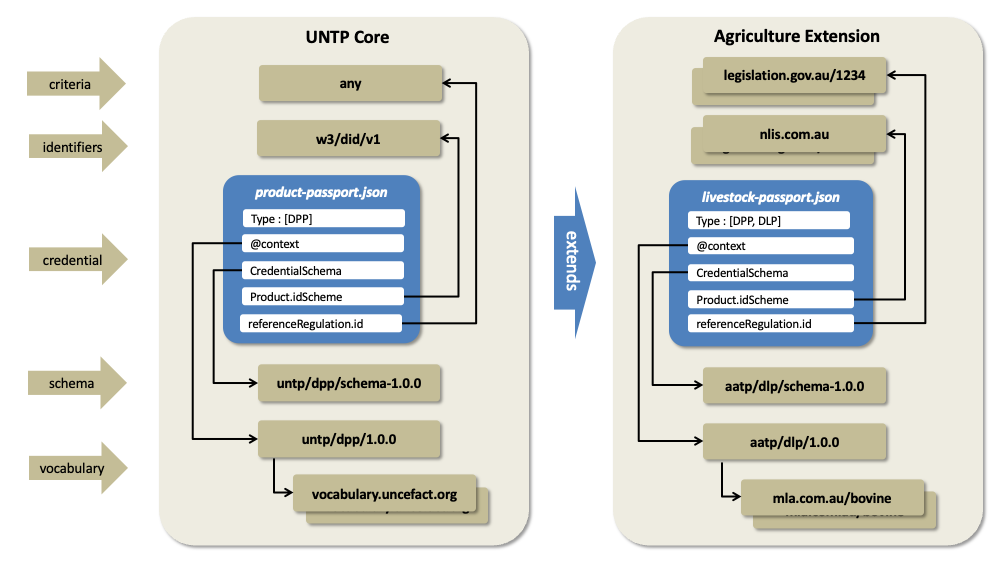 UNTP Core
Agriculture Extension
criteria
any
legislation.gov.au/1234
identifiers
w3/did/v1
nlis.com.au
product-passport.json
Type : [DPP]
@context
CredentialSchema
Product.idScheme
referenceRegulation.id
livestock-passport.json
Type : [DPP, DLP]
@context
CredentialSchema
Product.idScheme
referenceRegulation.id
credential
extends
schema
untp/dpp/schema-1.0.0
aatp/dlp/schema-1.0.0
vocabulary
untp/dpp/1.0.0
aatp/dlp/1.0.0
vocabulary.uncefact.org
mla.com.au/bovine